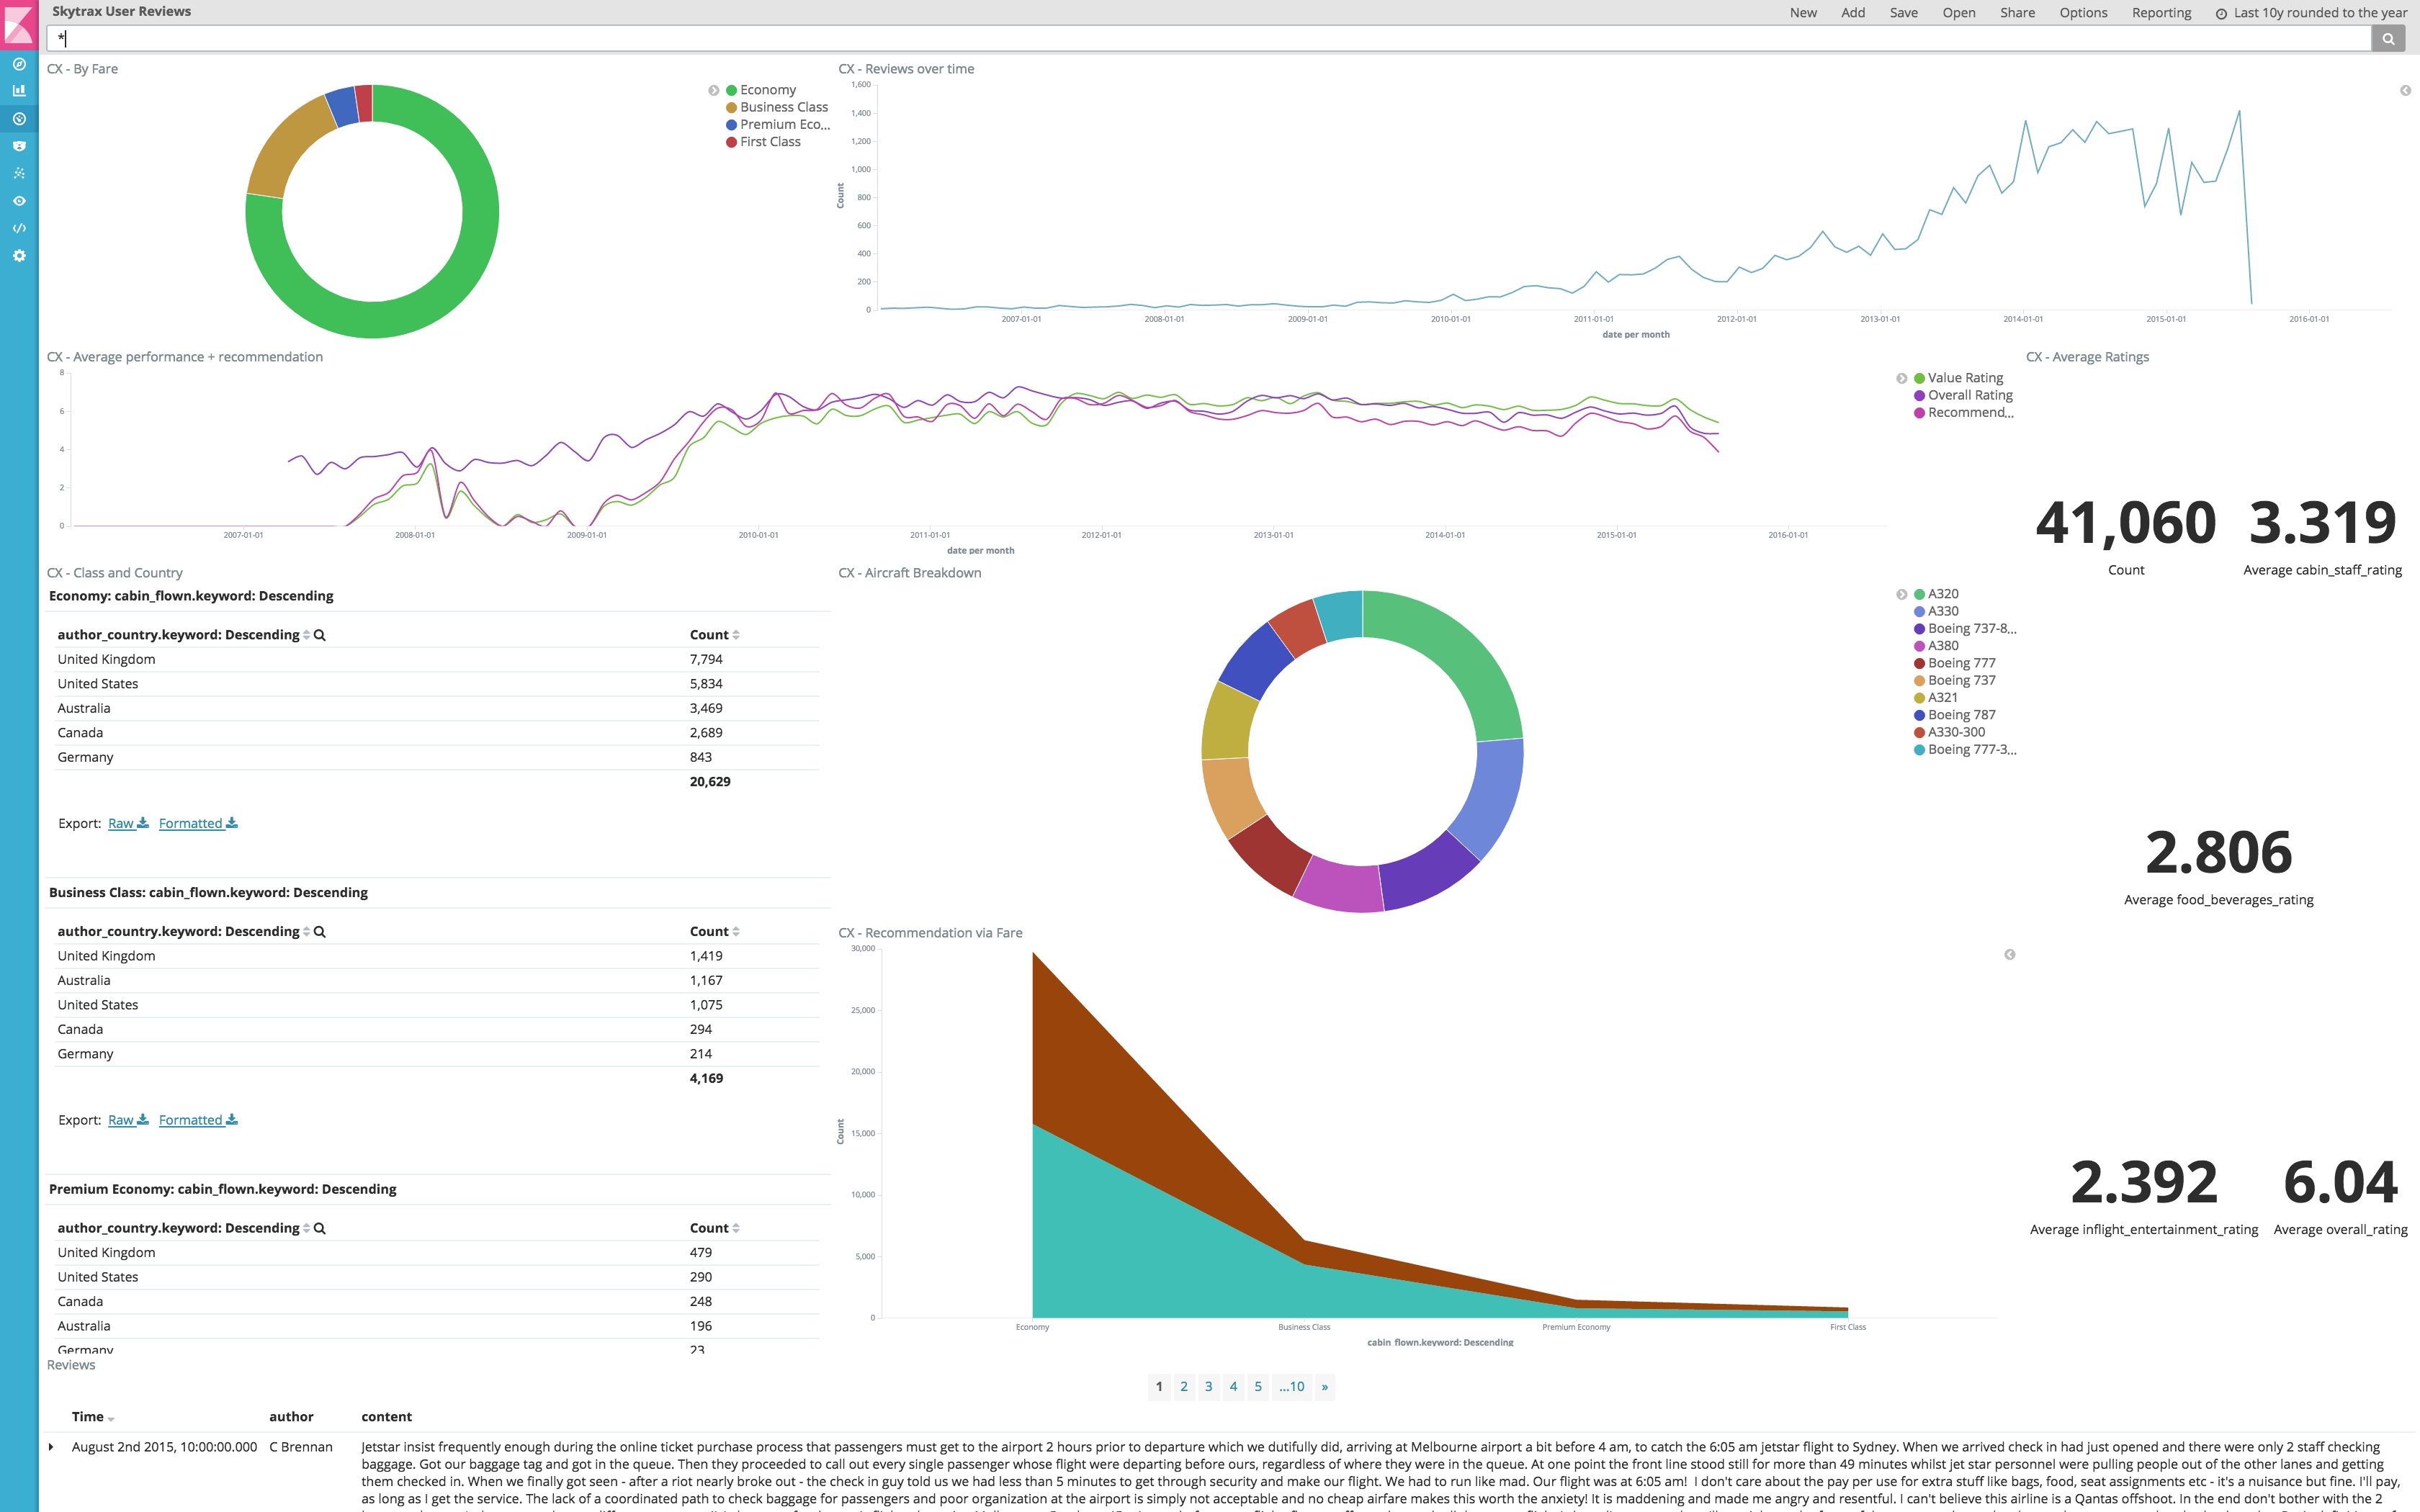 Skytrax User Reviews
New Add Save Open Share Options Reporting Last 10y rounded to the year
*
CX - By Fare
Economy
Business Class
Premium Eco...
First Class
CX - Reviews over time
1,600
1,400
1,200
1,000
800
600
400
200
0
Count
2007-01-01 2008-01-01 2009-01-01 2010-01-01 2011-01-01 2012-01-01 2013-01-01 2014-01-01 2015-01-01 2016-01-01
date per month
CX - Average performance + recommendation
8
6
4
2
0
2007-01-01 2008-01-01 2009-01-01 2010-01-01 2011-01-01 2012-01-01 2013-01-01 2014-01-01 2015-01-01 2016-01-01
date per month
Value Rating
Overall Rating
Recommend...
CX - Average Ratings
41,060 3.319
Count Average cabin_staff_rating
2.806
Average food_beverages_rating
2.392 6.04
Average inflight_entertainment_rating Average overall_rating
CX - Class and Country
Economy: cabin_flown.keyword: Descending
author_country.keyword: Descending Count
United Kingdom 7,794
United States 5,834
Australia 3,469
Canada 2,689
Germany 843
20,629
Export: Raw Formatted
Business Class: cabin_flown.keyword: Descending
author_country.keyword: Descending Count
United Kingdom 1,419
Australia 1,167
United States 1,075
Canada 294
Germany 214
4,169
Export: Raw Formatted
Premium Economy: cabin_flown.keyword: Descending
author_country.keyword: Descending Count
United Kingdom 479
United States 290
Canada 248
Australia 196
Germany 23
CX - Aircraft Breakdown
A320
A330
Boeing 737-8...
A380
Boeing 777
Boeing 737
A321
Boeing 787
A330-300
Boeing 777-3...
CX - Recommendation via Fare
30,000
25,000
20,000
15,000
10,000
5,000
0
Count
Economy Business Class Premium Economy First Class
cabin_flown.keyword: Descending
Reviews
1 2 3 4 5 ...10 »
Time author content
August 2nd 2015, 10:00:00.000 C Brennan Jetstar insist frequently enough during the online ticket purchase process that passengers must get to the airport 2 hours prior to departure which we dutifully did, arriving at Melbourne airport a bit before 4 am, to catch the 6:05 am jetstar flight to Sydney. When we arrived check in had just opened and there were only 2 staff checking
baggage. Got our baggage tag and got in the queue. Then they proceeded to call out every single passenger whose flight were departing before ours, regardless of where they were in the queue. At one point the front line stood still for more than 49 minutes whilst jet star personnel were pulling people out of the other lanes and getting
them checked in. When we finally got seen - after a riot nearly broke out - the check in guy told us we had less than 5 minutes to get through security and make our flight. We had to run like mad. Our flight was at 6:05 am! I don't care about the pay per use for extra stuff like bags, food, seat assignments etc - it's a nuisance but fine. I'll pay,
as long as I get the service. The lack of a coordinated path to check baggage for passengers and poor organization at the airport is simply not acceptable and no cheap airfare makes this worth the anxiety! It is maddening and made me angry and resentful. I can't believe this airline is a Qantas offshoot. In the end don't bother with the 2